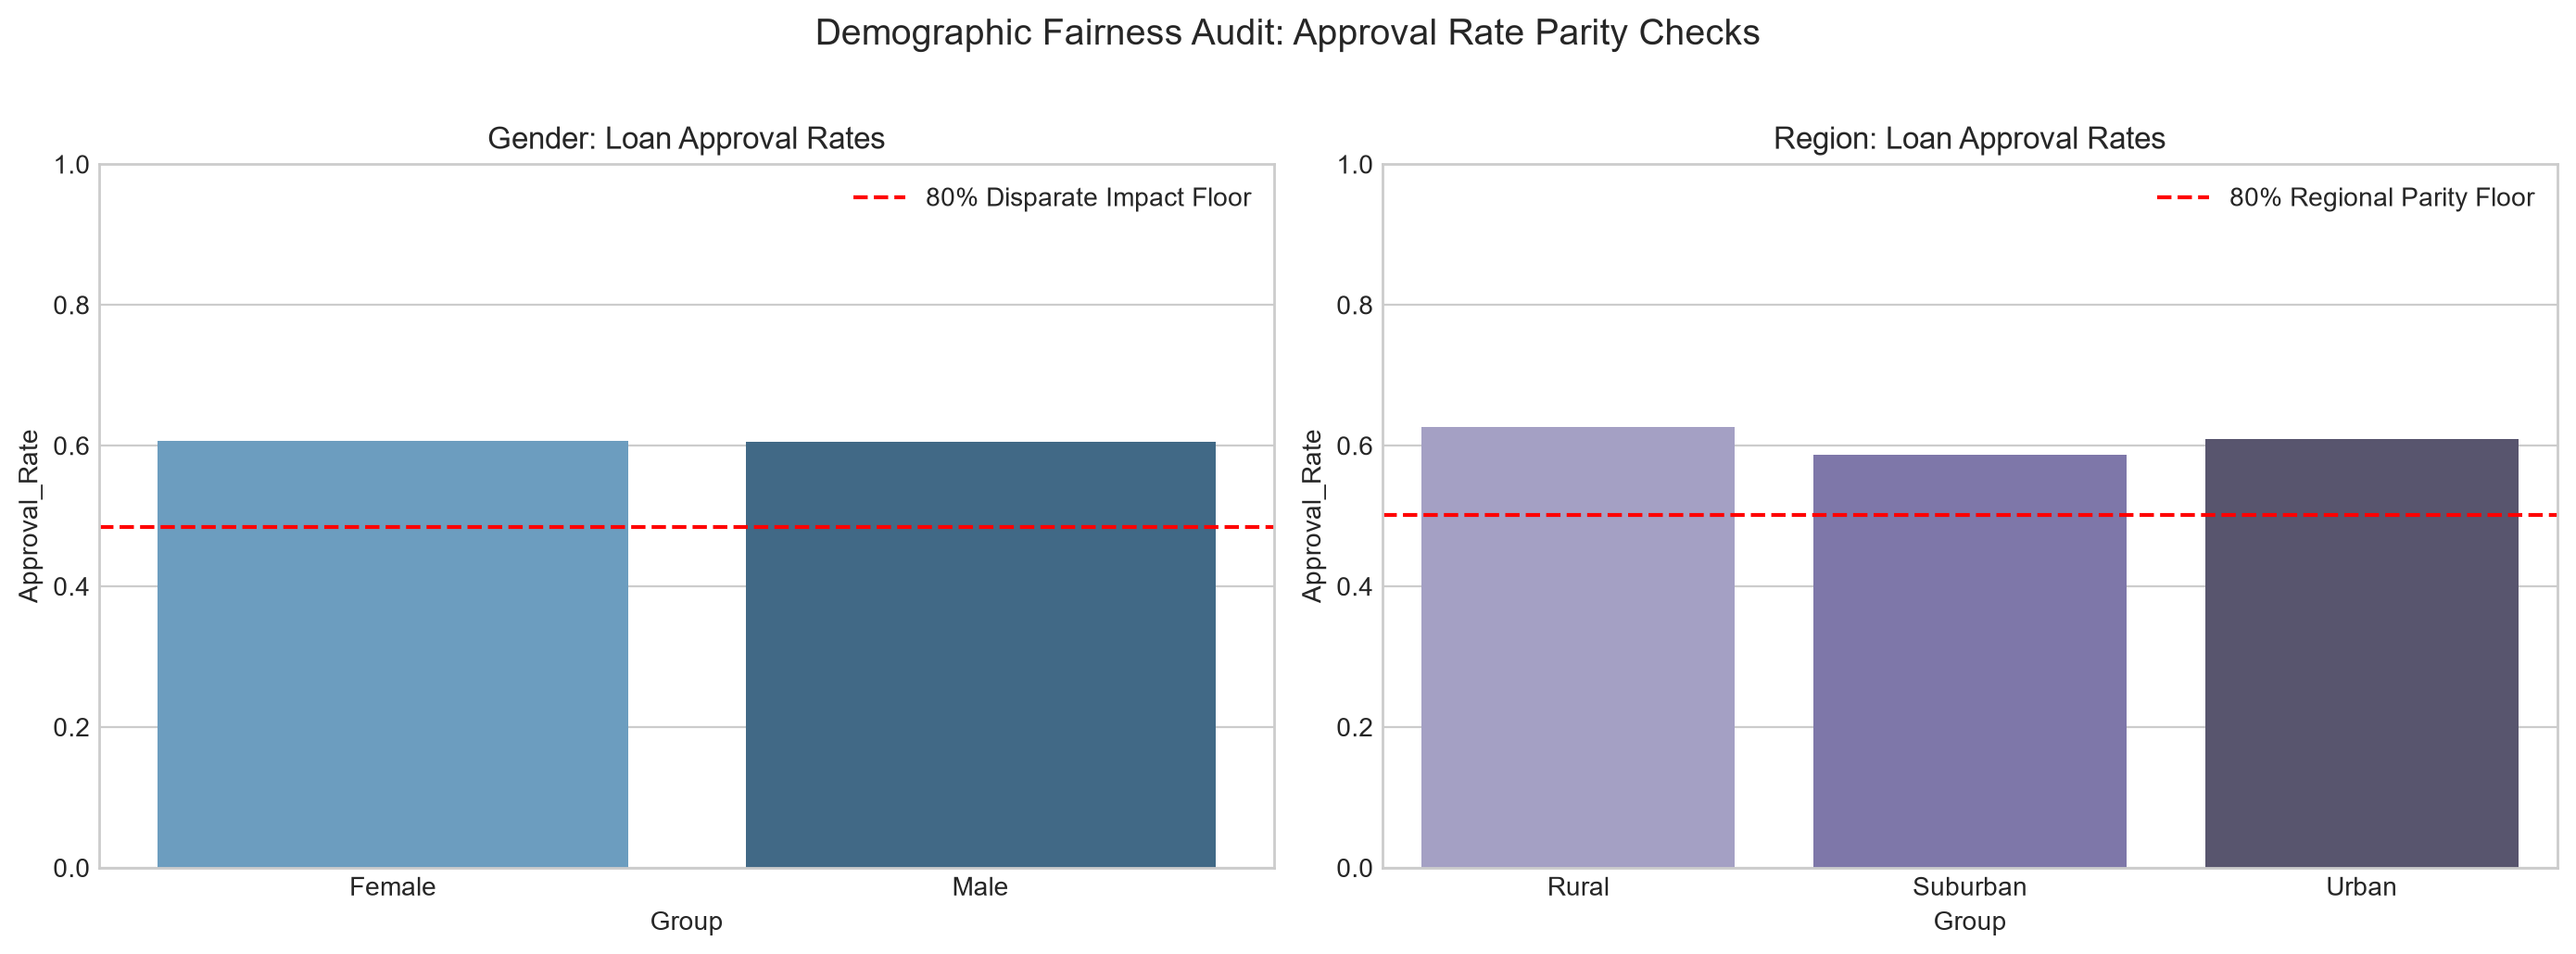 Demographic Fairness Audit: Approval Rate Parity Checks
Gender: Loan Approval Rates
1.0
0.8
0.6
0.4
0.2
0.0
Approval_Rate
80% Disparate Impact Floor
Female
Male
Group
Region: Loan Approval Rates
1.0
0.8
0.6
0.4
0.2
0.0
Approval_Rate
80% Regional Parity Floor
Rural
Suburban
Urban
Group